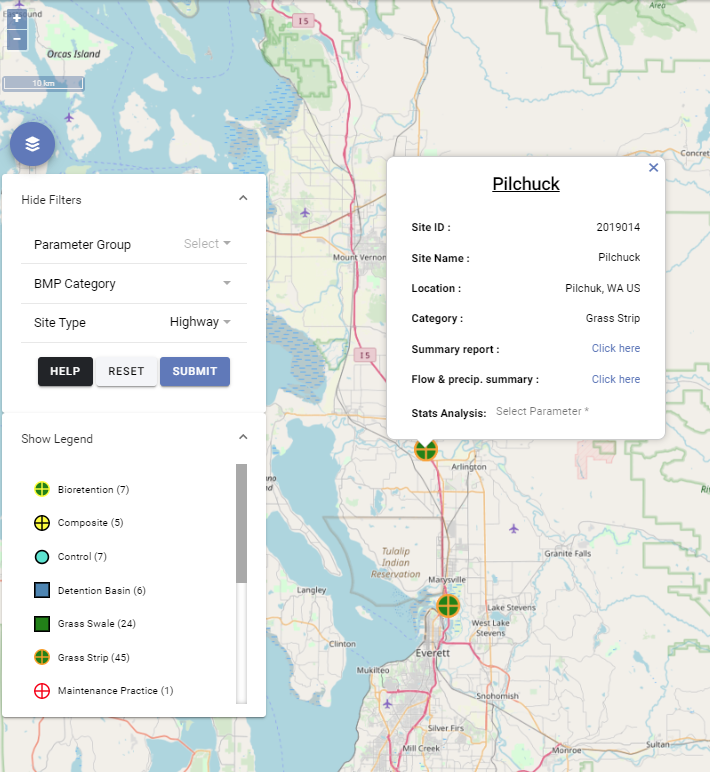 Orcas Island
+
−
10 km
I 5
Area
Concret
Hide Filters
Parameter Group Select
BMP Category
Site Type Highway
HELP RESET SUBMIT
Show Legend
Bioretention (7)
Composite (5)
Control (7)
Detention Basin (6)
Grass Swale (24)
Grass Strip (45)
Maintenance Practice (1)
Mount Vernon
I 5
Pilchuck
Site ID : 2019014
Site Name : Pilchuck
Location : Pilchuk, WA US
Category : Grass Strip
Summary report : Click here
Flow & precip. summary : Click here
Stats Analysis: Select Parameter *
Arlington
Tulalip
Indian
Reservation
Granite Falls
Marysville
Langley
Lake Stevens
West Lake
Stevens
Clinton
Everett
Mukilteo
Snohomish
Silver Firs
Mill Creek
Monroe
Sultan